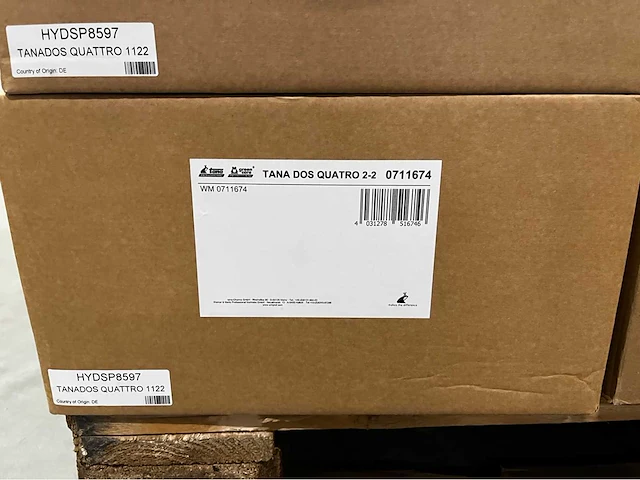 HYDSP8597
TANADOS QUATTRO 1122
Country of Origin: DE
TANA DOS QUATRO 2-2 0711674
WM 0711674
4 031278 516746
HYDSP8597
TANADOS QUATTRO 1122
Country of Origin: DE